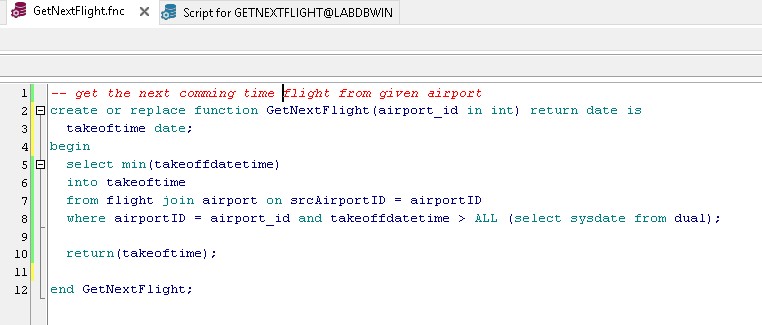 GetNextFlight.fnc X Script for GETNEXTFLIGHT@LABDBWIN
1 -- get the next comming time flight from given airport
2 create or replace function GetNextFlight(airport_id in int) return date is
3 takeoftime date;
4 begin
5 select min(takeoffdatetime)
6 into takeoftime
7 from flight join airport on srcAirportID = airportID
8 where airportID = airport_id and takeoffdatetime > ALL (select sysdate from dual);
9
10 return(takeoftime);
11
12 end GetNextFlight;